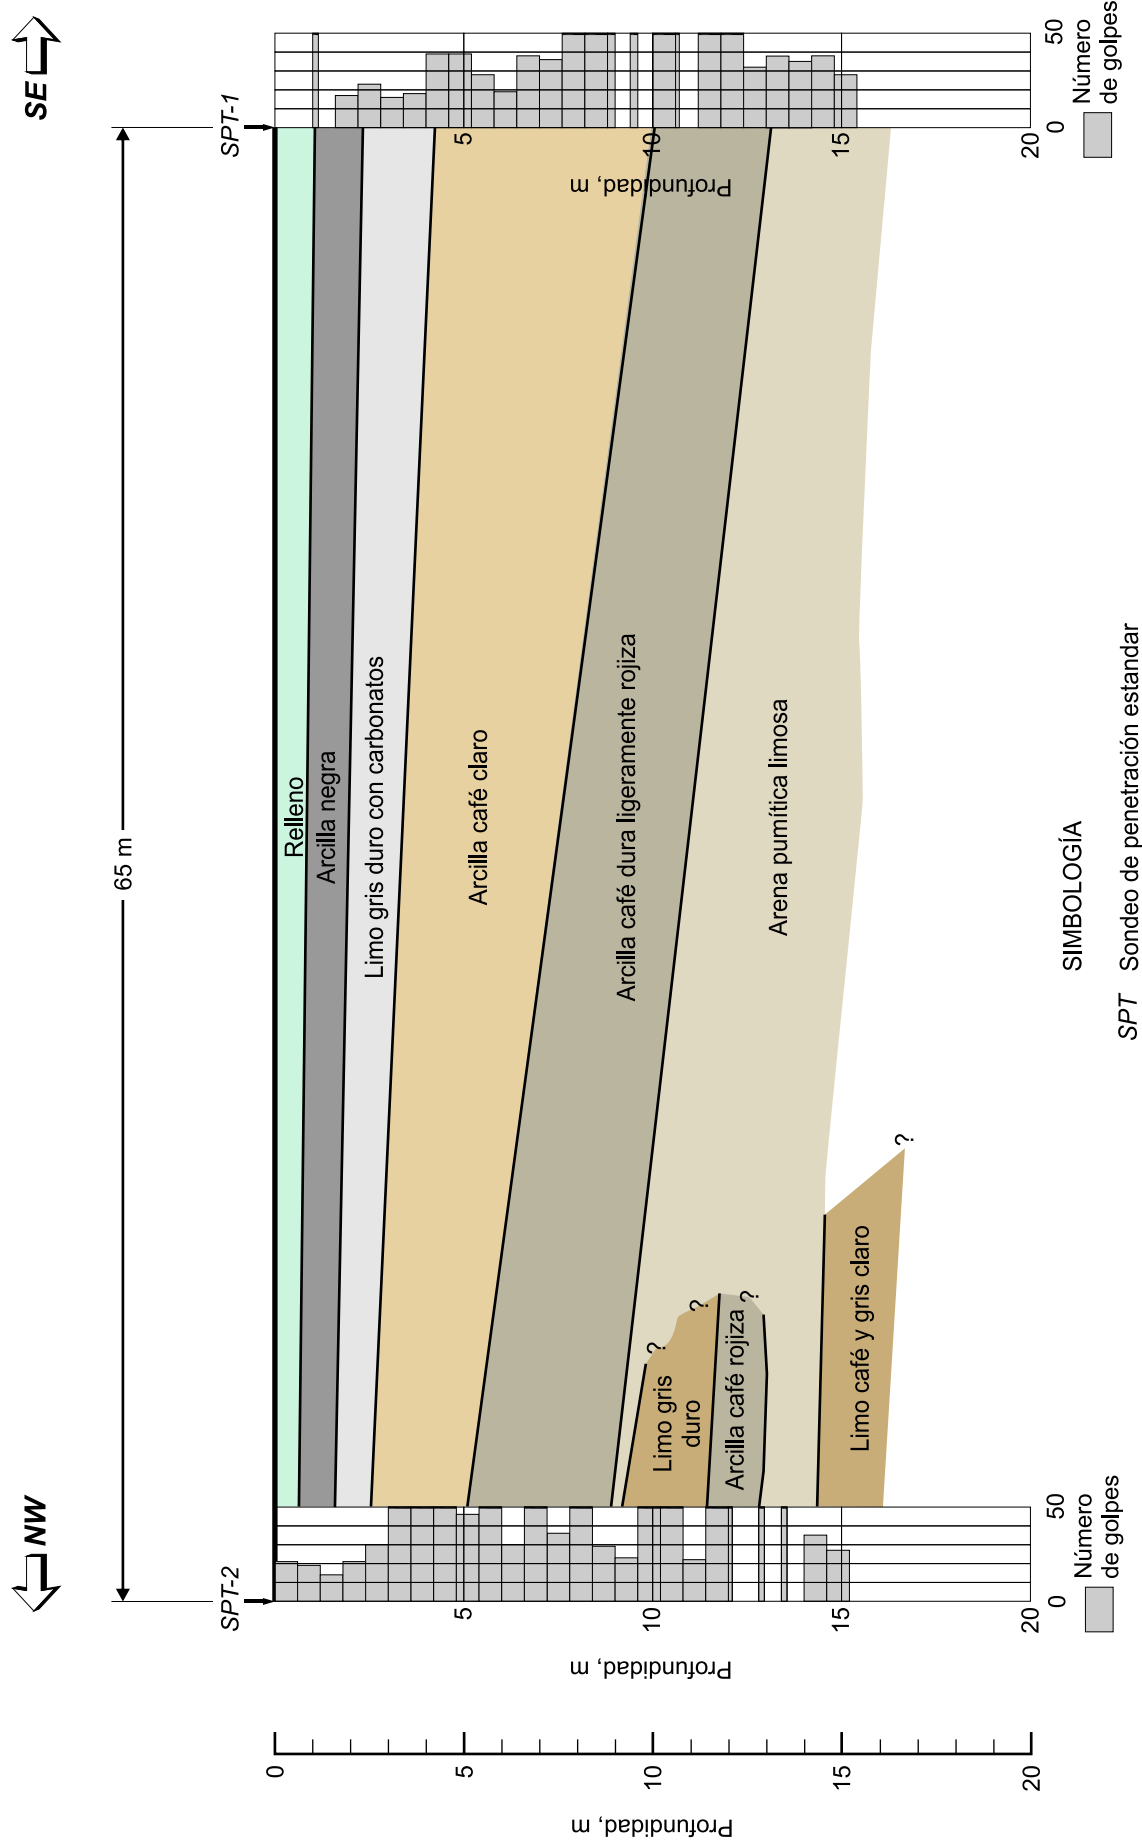 NW
SE
65 m
SPT-2
SPT-1
Relleno
Arcilla negra
Limo gris duro con carbonatos
Arcilla café claro
Arcilla café dura ligeramente rojiza
Arena pumítica limosa
Limo gris
duro
Arcilla café rojiza
Limo café y gris claro
?
?
?
?
0
5
10
15
20
Profundidad, m
5
10
15
20
Profundidad, m
5
10
15
20
Profundidad, m
0
50
Número
de golpes
0
50
Número
de golpes
SIMBOLOGÍA
SPT Sondeo de penetración estandar